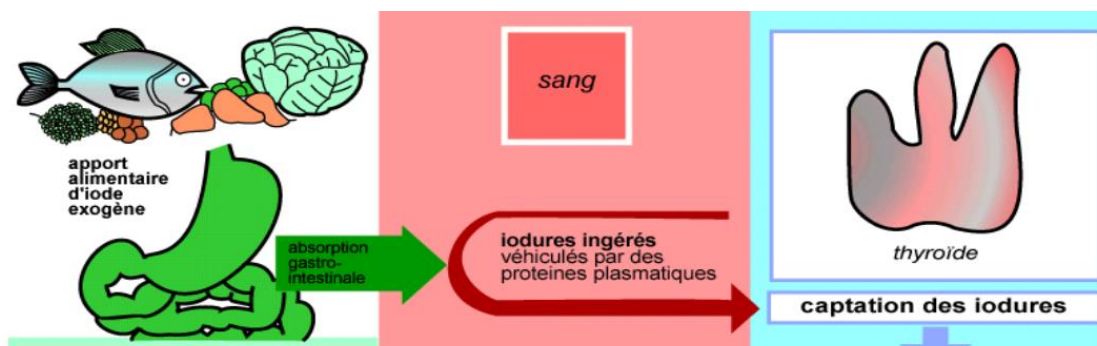 apport
alimentaire
d'iode
exogène
absorption
gastro-
intestinale
sang
iodures ingérés
véhiculés par des
proteines plasmatiques
thyroïde
captation des iodures